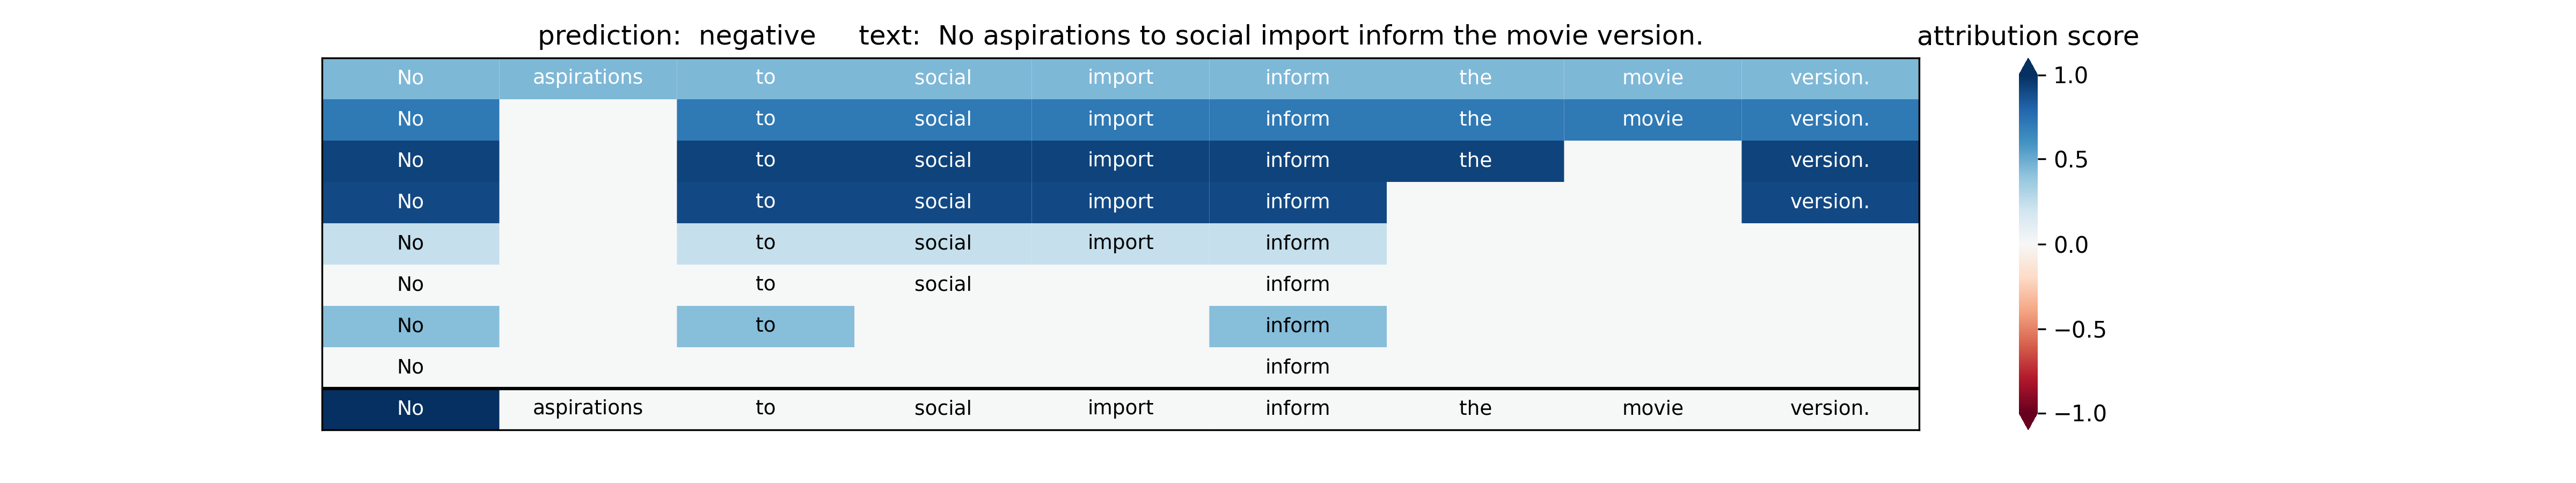 prediction: negative text: No aspirations to social import inform the movie version.
attribution score
No aspirations to social import inform the movie version.
No to social import inform the movie version.
No to social import inform the version.
No to social import inform version.
No to social import inform
No to social inform
No to inform
No inform
No aspirations to social import inform the movie version.
1.0
0.5
0.0
−0.5
−1.0